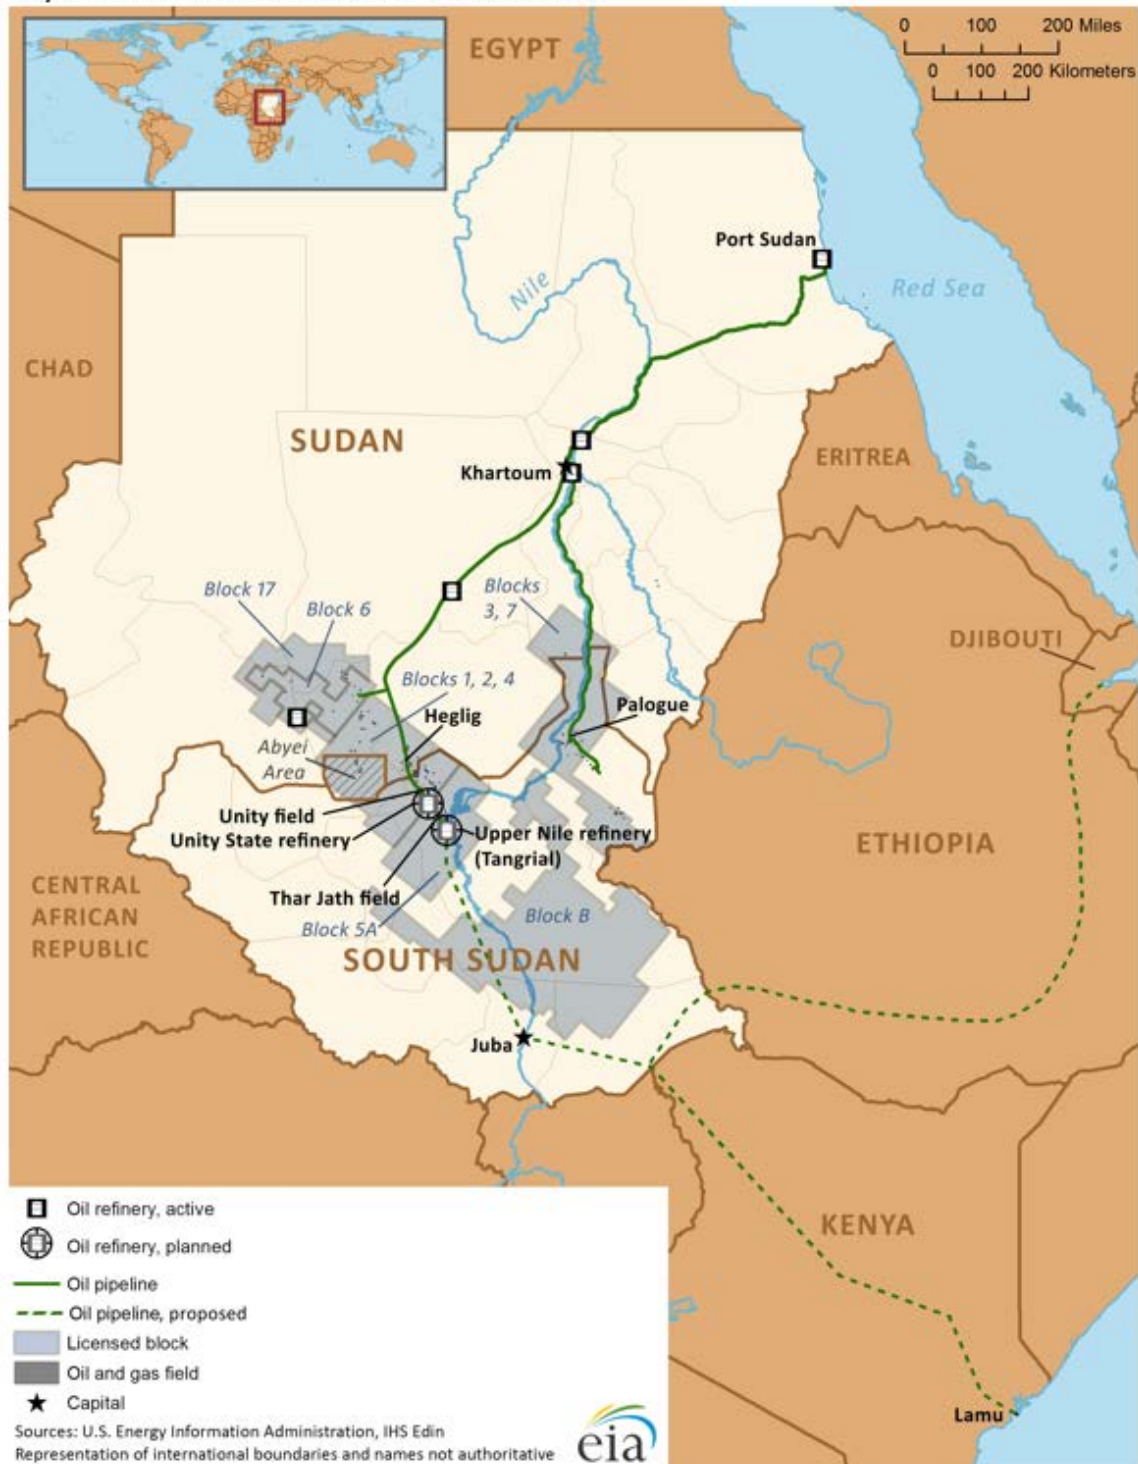 EGYPT
0 100 200 Miles
0 100 200 Kilometers
Port Sudan
Nile
Red Sea
CHAD
SUDAN
Khartoum
ERITREA
Block 17
Block 6
Blocks
3, 7
DJIBOUTI
Blocks 1, 2, 4
Heglig
Palogue
Abyei
Area
Unity field
Unity State refinery
Upper Nile refinery
(Tangrial)
ETHIOPIA
Thar Jath field
CENTRAL
AFRICAN
REPUBLIC
Block 5A
Block B
SOUTH SUDAN
Juba
KENYA
Lamu
Oil refinery, active
Oil refinery, planned
Oil pipeline
Oil pipeline, proposed
Licensed block
Oil and gas field
Capital
Sources: U.S. Energy Information Administration, IHS Edin
Representation of international boundaries and names not authoritative
eia